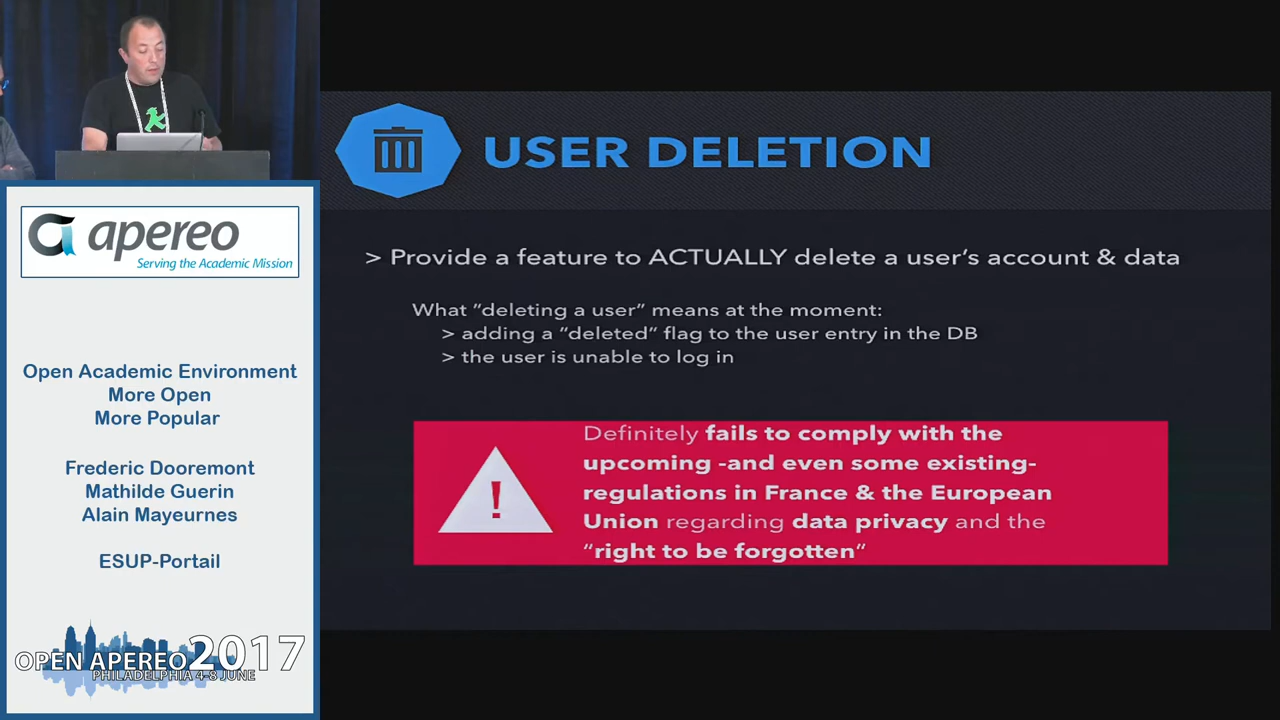 apereo
Serving the Academic Mission
Open Academic Environment
More Open
More Popular
Frederic Dooremont
Mathilde Guerin
Alain Mayeurnes
ESUP-Portail
OPEN APEREO 2017
PHILADELPHIA 4-8 JUNE
USER DELETION
> Provide a feature to ACTUALLY delete a user's account & data
What "deleting a user" means at the moment:
> adding a "deleted" flag to the user entry in the DB
> the user is unable to log in
!
Definitely fails to comply with the
upcoming -and even some existing-
regulations in France & the European
Union regarding data privacy and the
"right to be forgotten"